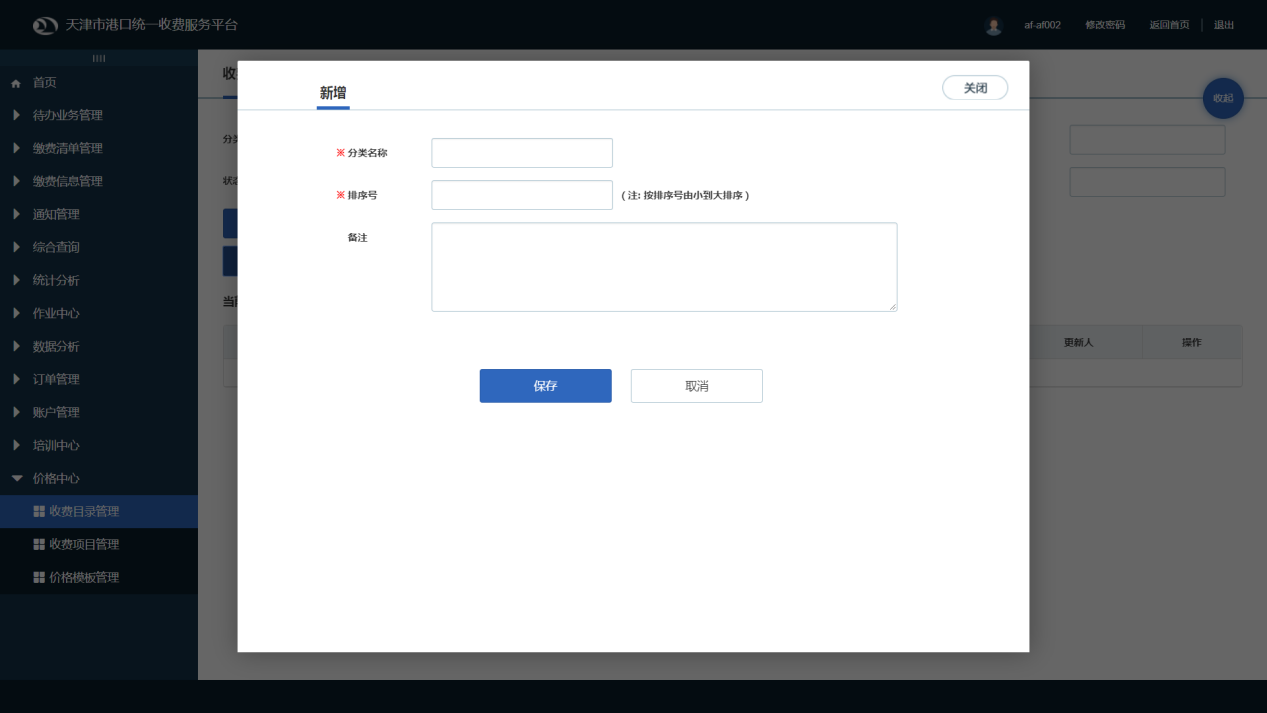 天津市港口统一收费服务平台
af-af002 修改密码 返回首页 | 退出
首页
待办业务管理
缴费清单管理
缴费信息管理
通知管理
综合查询
统计分析
作业中心
数据分析
订单管理
账户管理
培训中心
价格中心
收费目录管理
收费项目管理
价格模板管理
收
收起
分
状
当
更新人 操作
新增
关闭
※ 分类名称
※ 排序号 ( 注: 按排序号由小到大排序 )
备注
保存 取消